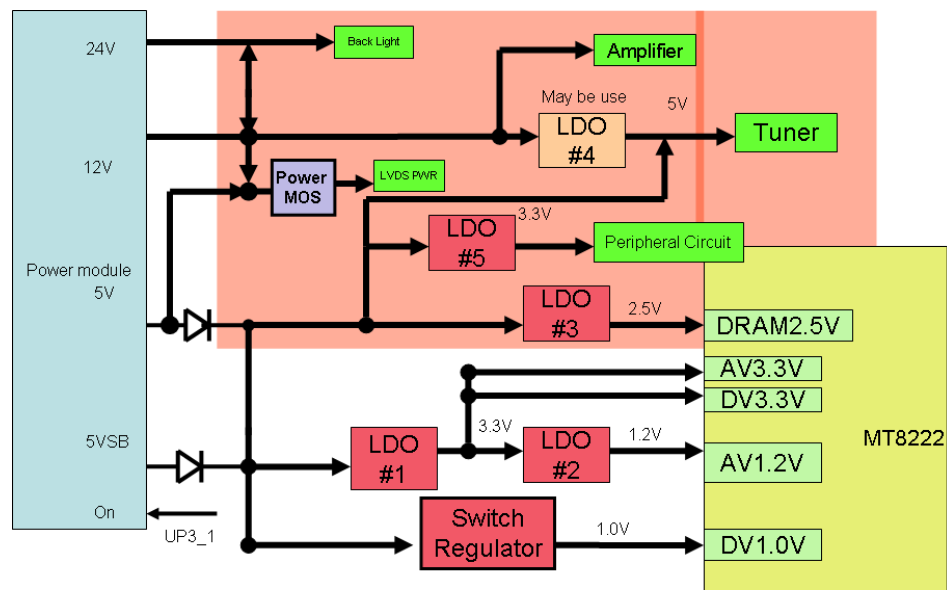 24V
Back Light
Amplifier
May be use
5V
LDO
#4
Tuner
12V
Power
MOS
LVDS PWR
3.3V
LDO
#5
Peripheral Circuit
Power module
5V
LDO
#3
2.5V
DRAM2.5V
AV3.3V
DV3.3V
MT8222
5VSB
LDO
#1
3.3V
LDO
#2
1.2V
AV1.2V
On
UP3_1
Switch
Regulator
1.0V
DV1.0V